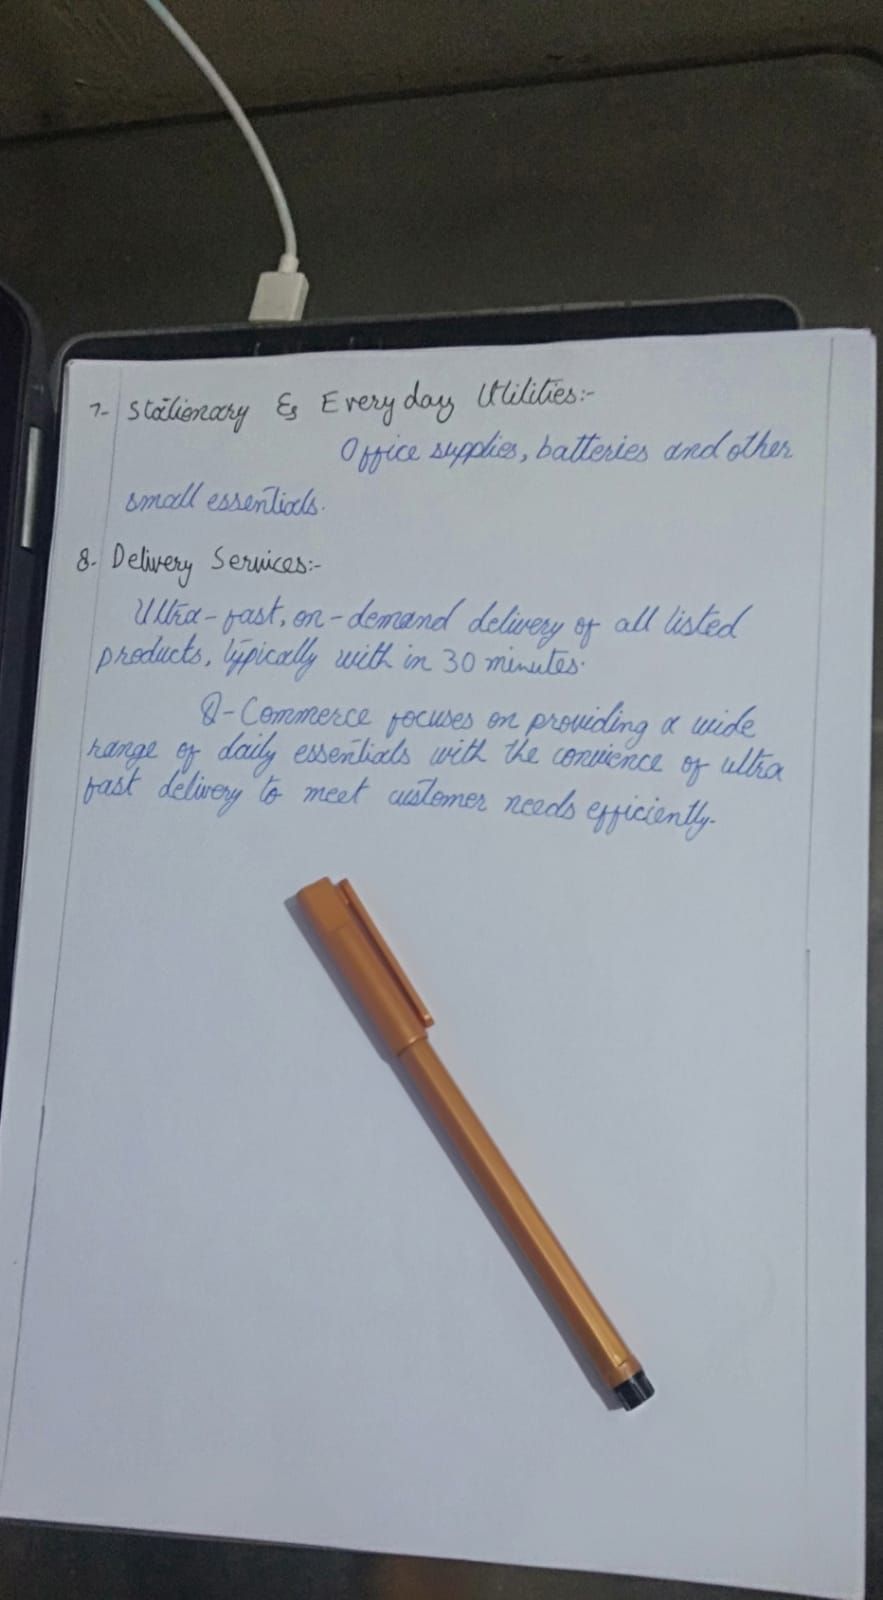 7- Stationary & Everyday Utilities:-
Office supplies, batteries and other
small essentials.
8- Delivery Services:-
Ultra-fast, on-demand delivery of all listed
products, typically with in 30 minutes.
Q-Commerce focuses on providing a wide
range of daily essentials with the convience of ultra
fast delivery to meet customer needs efficiently.